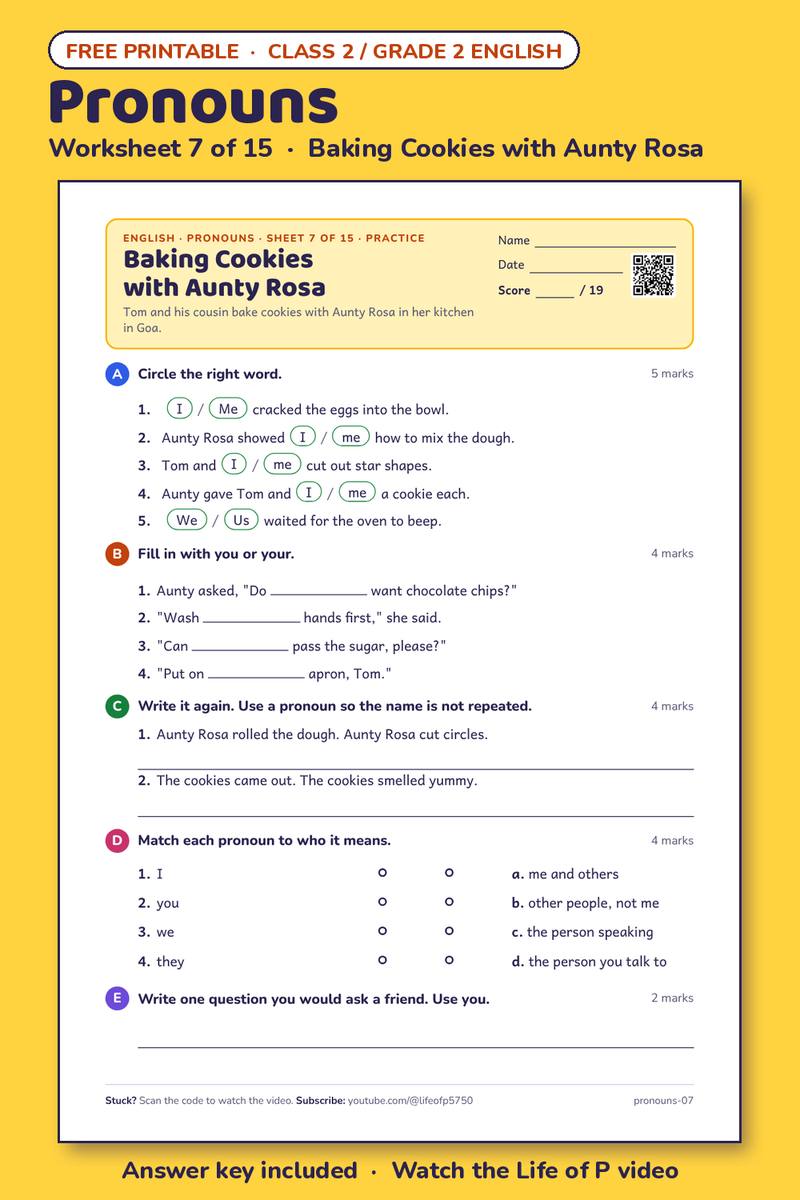 FREE PRINTABLE · CLASS 2 / GRADE 2 ENGLISH
Pronouns
Worksheet 7 of 15 · Baking Cookies with Aunty Rosa
ENGLISH · PRONOUNS · SHEET 7 OF 15 · PRACTICE
Baking Cookies
with Aunty Rosa
Tom and his cousin bake cookies with Aunty Rosa in her kitchen
in Goa.
Name ____________________
Date ______________
Score ______ / 19
A Circle the right word. 5 marks
1. I / Me cracked the eggs into the bowl.
2. Aunty Rosa showed I / me how to mix the dough.
3. Tom and I / me cut out star shapes.
4. Aunty gave Tom and I / me a cookie each.
5. We / Us waited for the oven to beep.
B Fill in with you or your. 4 marks
1. Aunty asked, "Do ______________ want chocolate chips?"
2. "Wash ______________ hands first," she said.
3. "Can ______________ pass the sugar, please?"
4. "Put on ______________ apron, Tom."
C Write it again. Use a pronoun so the name is not repeated. 4 marks
1. Aunty Rosa rolled the dough. Aunty Rosa cut circles.
2. The cookies came out. The cookies smelled yummy.
D Match each pronoun to who it means. 4 marks
1. I a. me and others
2. you b. other people, not me
3. we c. the person speaking
4. they d. the person you talk to
E Write one question you would ask a friend. Use you. 2 marks
Stuck? Scan the code to watch the video. Subscribe: youtube.com/@lifeofp5750 pronouns-07
Answer key included · Watch the Life of P video